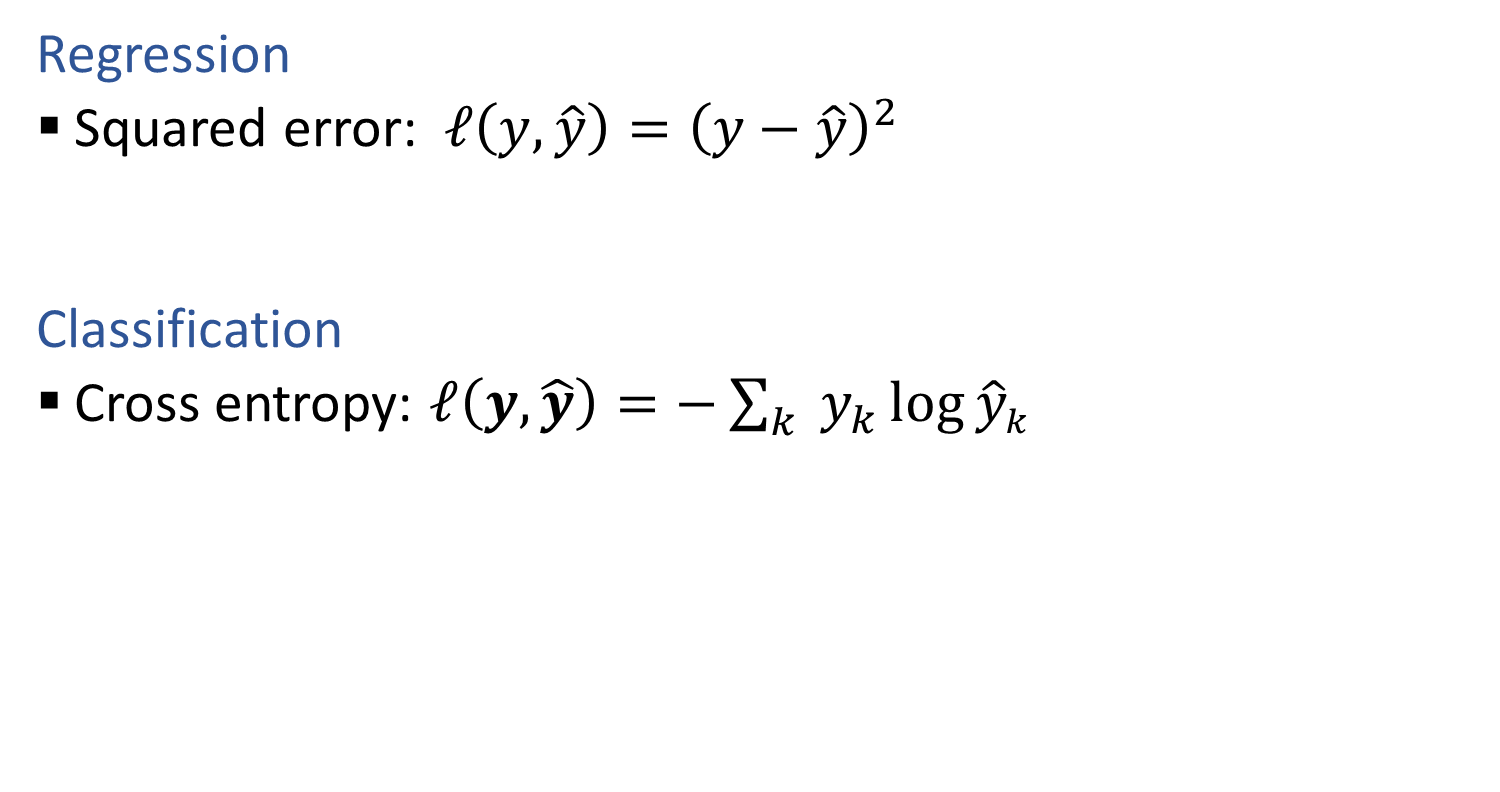 Regression
▪ Squared error: ℓ(y, ŷ) = (y − ŷ)²
Classification
▪ Cross entropy: ℓ(𝒚, 𝒚̂) = − ∑ₖ yₖ log ŷₖ